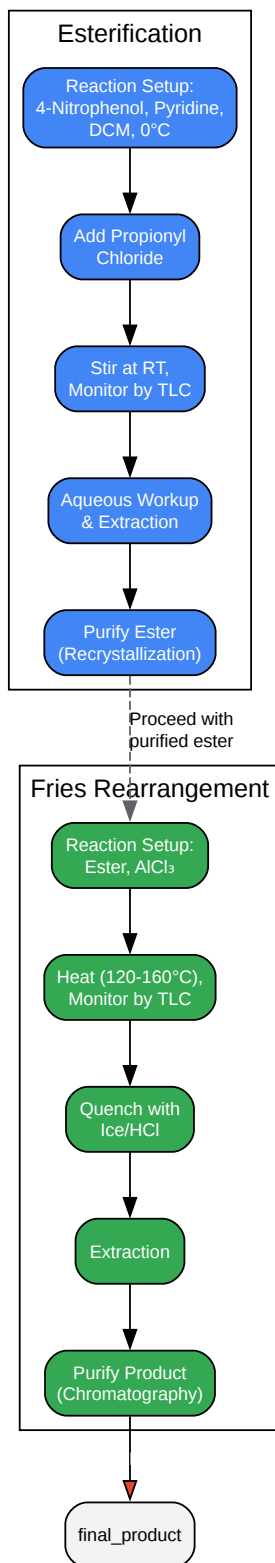 Esterification
Reaction Setup:
4-Nitrophenol, Pyridine,
DCM, 0°C
Add Propionyl
Chloride
Stir at RT,
Monitor by TLC
Aqueous Workup
& Extraction
Purify Ester
(Recrystallization)
Proceed with
purified ester
Fries Rearrangement
Reaction Setup:
Ester, AlCl₃
Heat (120-160°C),
Monitor by TLC
Quench with
Ice/HCl
Extraction
Purify Product
(Chromatography)
final_product